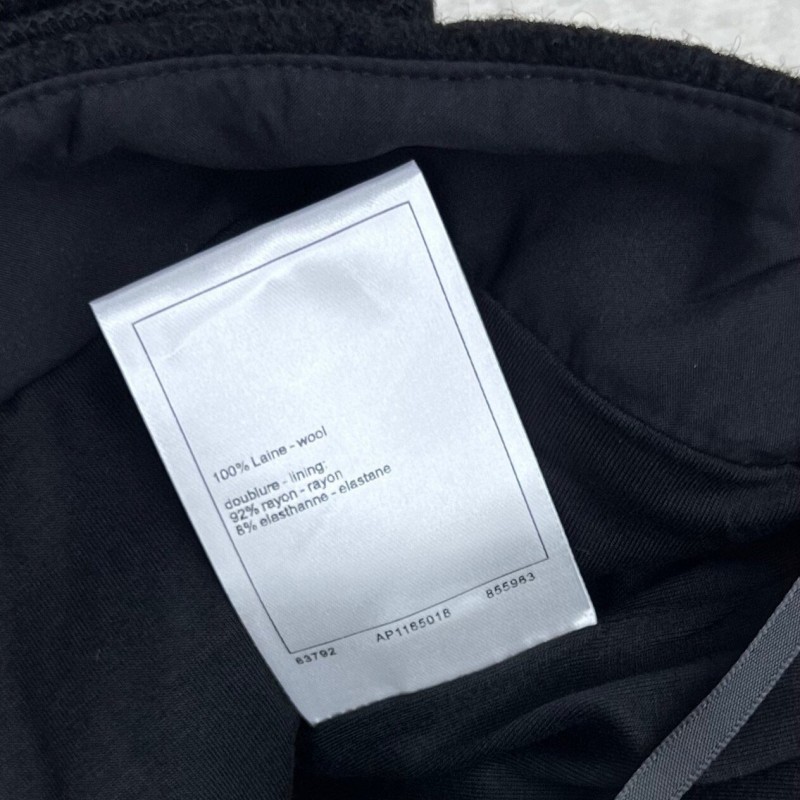 100% Laine - wool
doublure - lining:
92% rayon - rayon
8% elasthanne - elastane
63792 AP1165018 855963